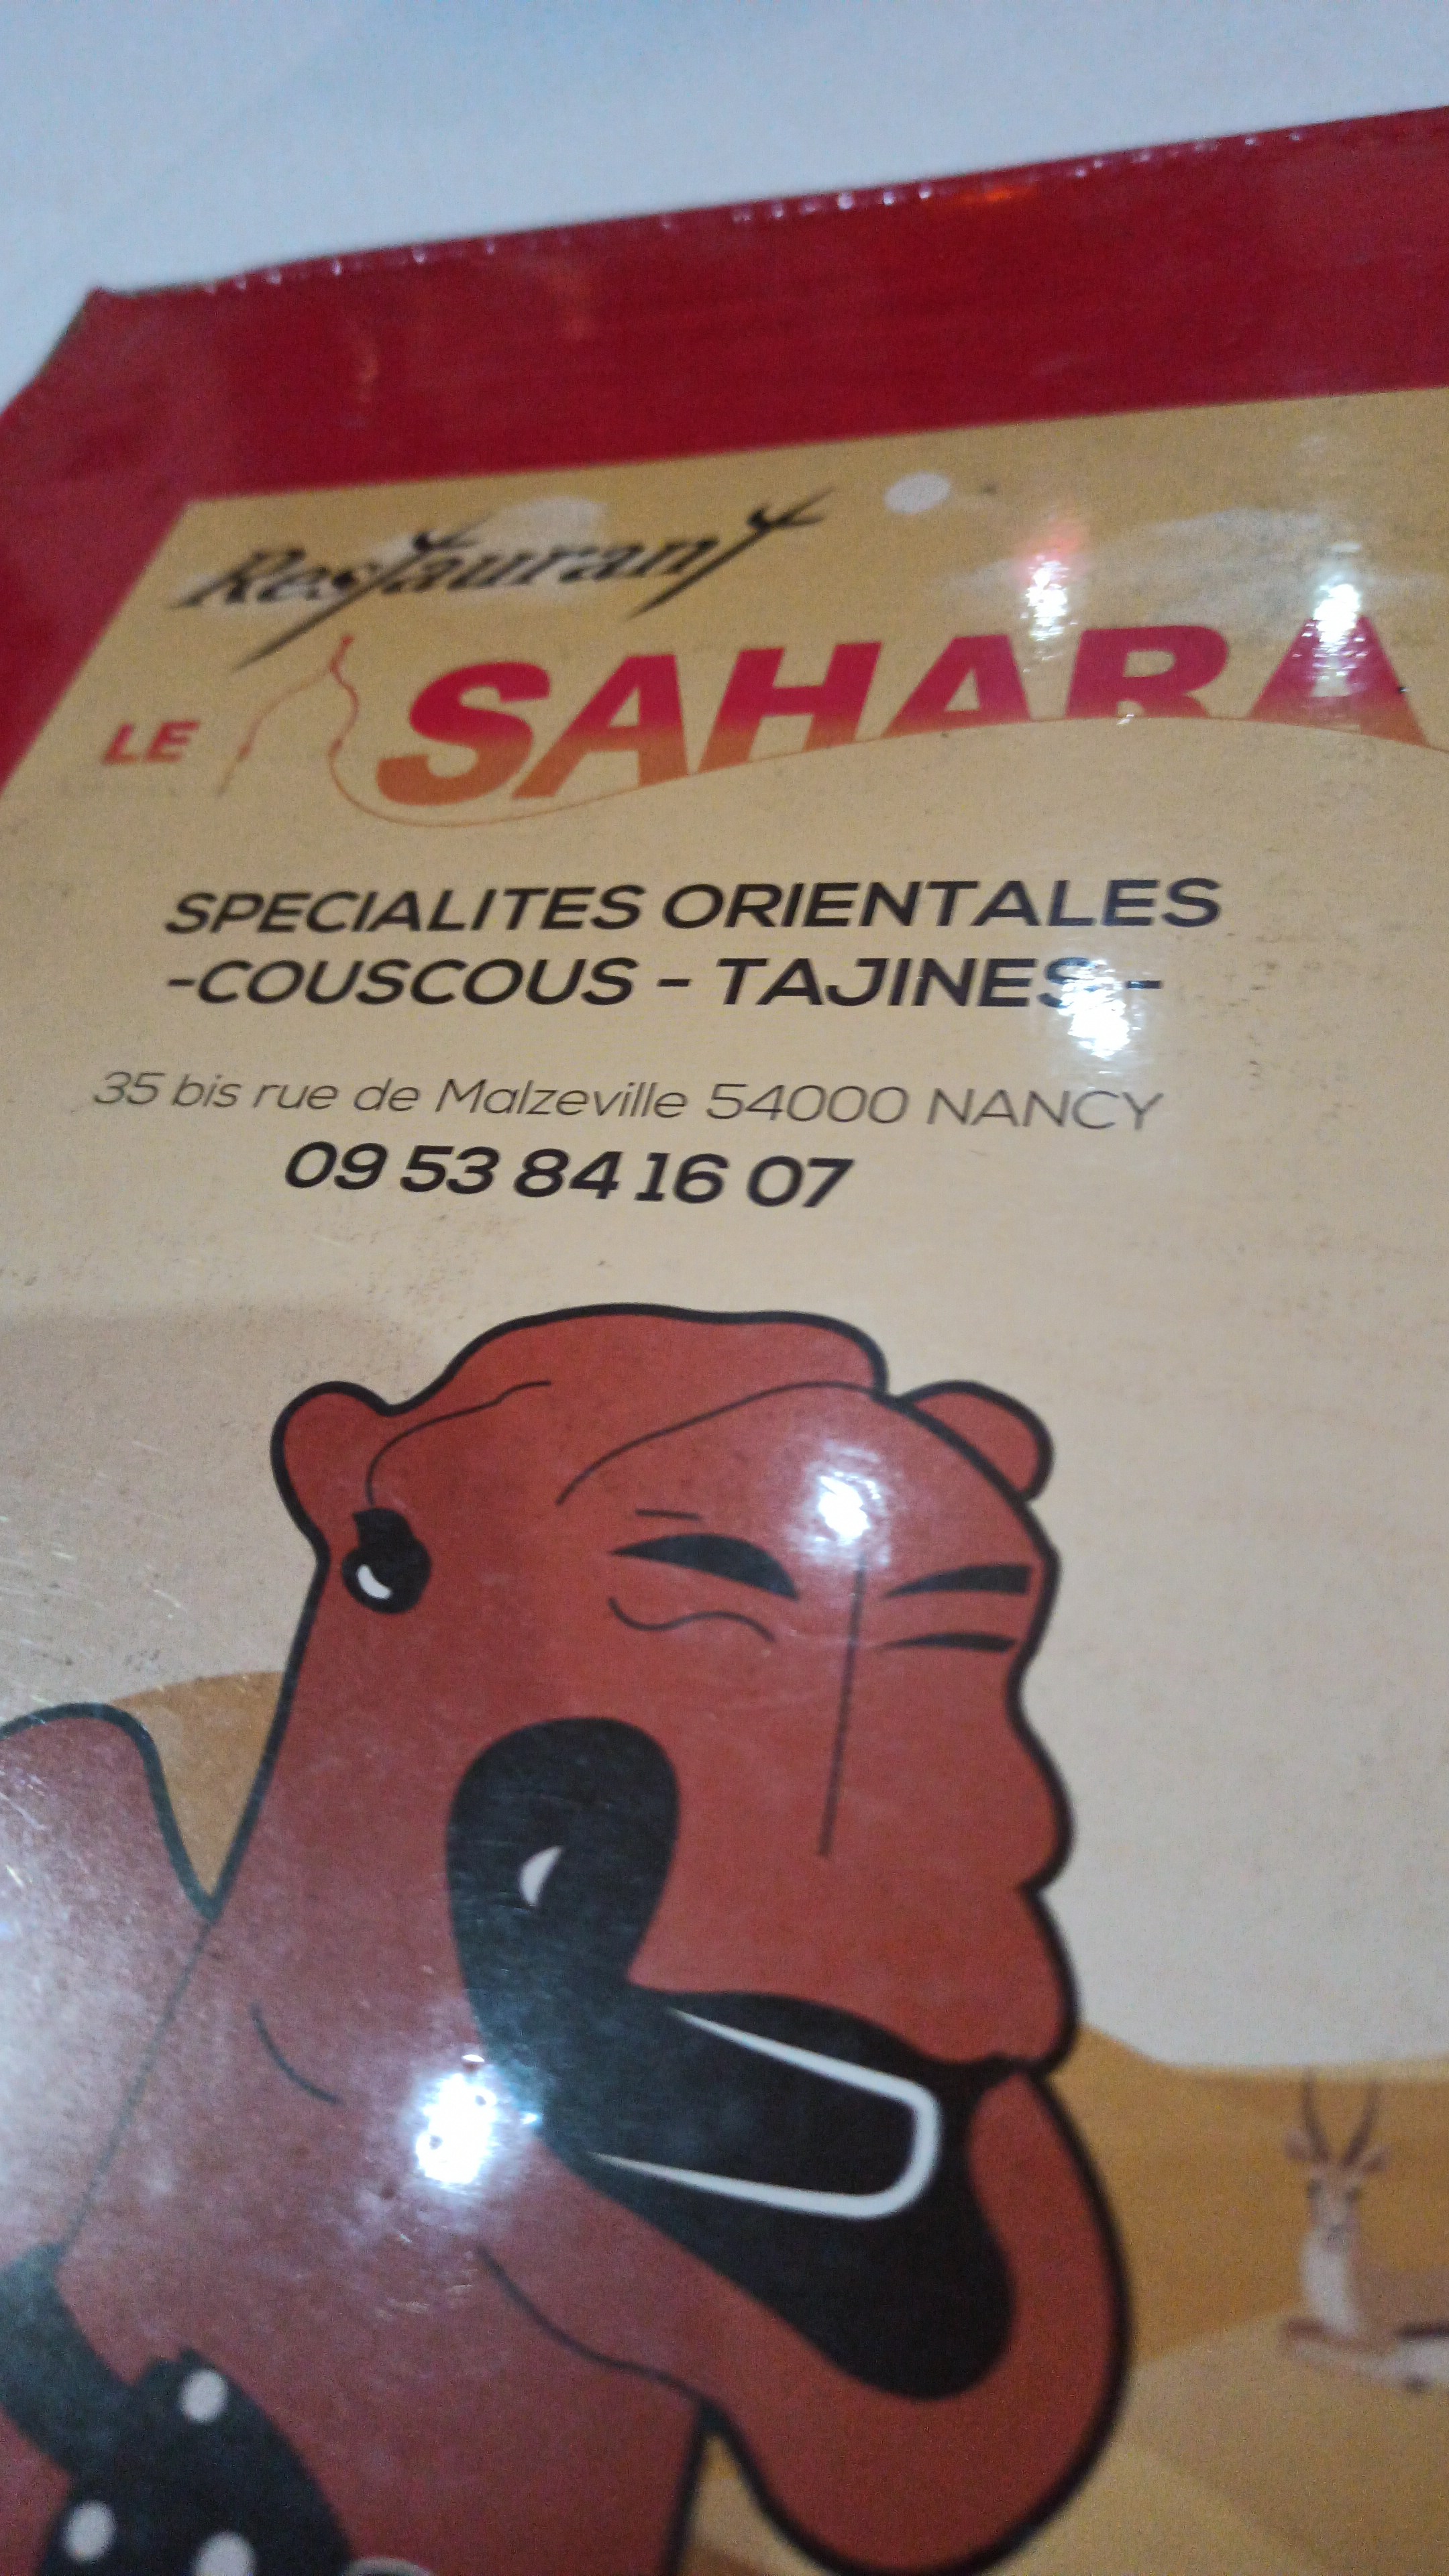 Restaurant
LE SAHARA
SPECIALITES ORIENTALES
-COUSCOUS - TAJINES -
35 bis rue de Malzeville 54000 NANCY
09 53 84 16 07